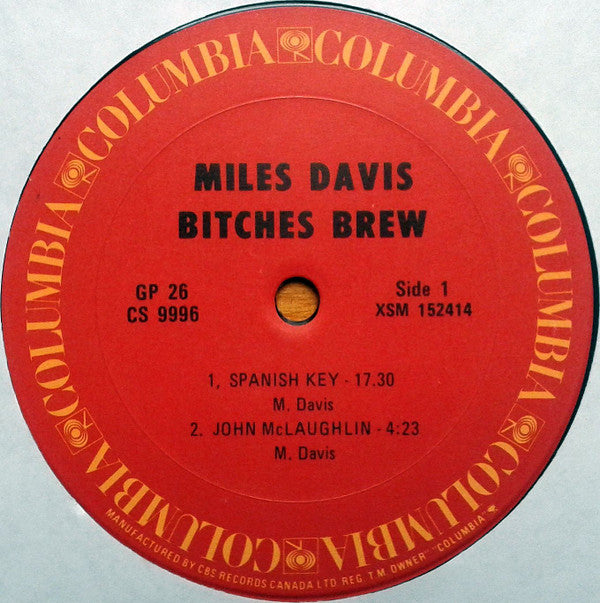 COLUMBIA COLUMBIA COLUMBIA COLUMBIA COLUMBIA COLUMBIA COLUMBIA COLUMBIA
MILES DAVIS
BITCHES BREW
GP 26
CS 9996
Side 1
XSM 152414
1, SPANISH KEY - 17.30
M. Davis
2. JOHN McLAUGHLIN - 4:23
M. Davis
MANUFACTURED BY CBS RECORDS CANADA LTD REG. T.M. OWNER "COLUMBIA"